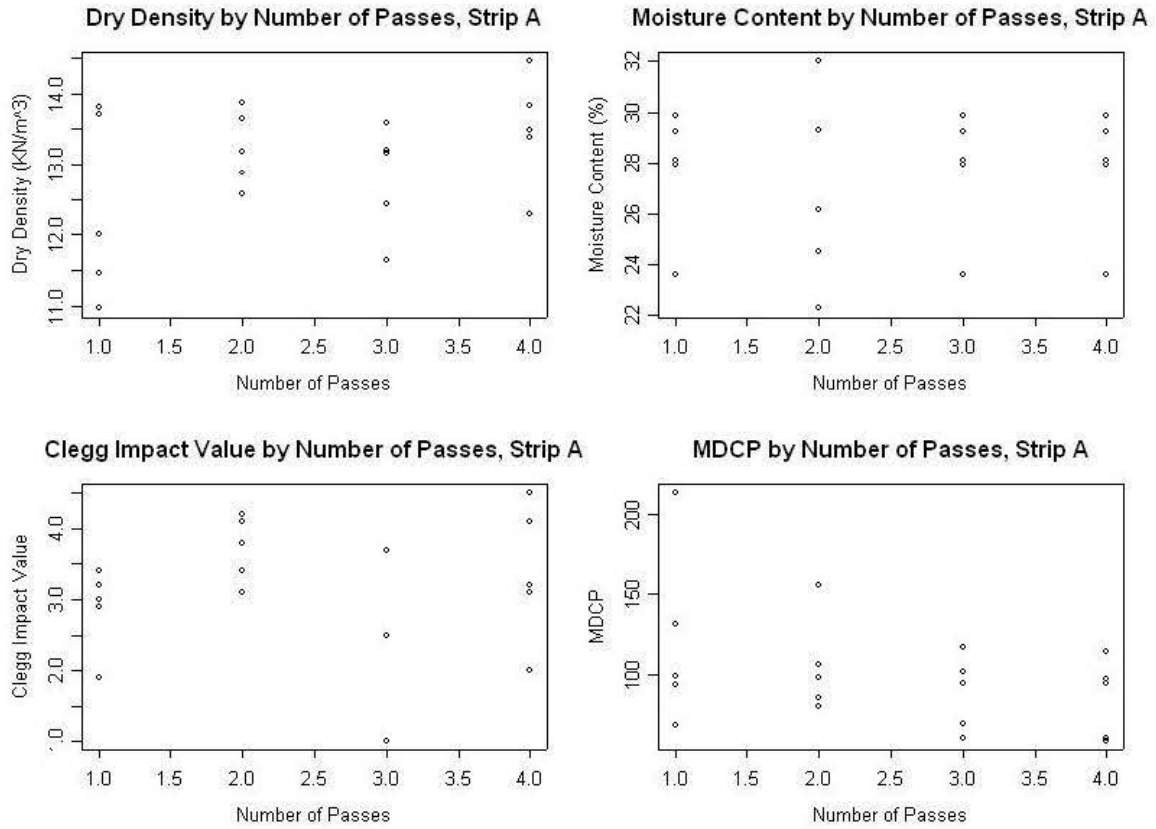 Dry Density by Number of Passes, Strip A
Dry Density (KN/m^3)
14.0
13.0
12.0
11.0
1.0 1.5 2.0 2.5 3.0 3.5 4.0
Number of Passes
Moisture Content by Number of Passes, Strip A
Moisture Content (%)
32
30
28
26
24
22
1.0 1.5 2.0 2.5 3.0 3.5 4.0
Number of Passes
Clegg Impact Value by Number of Passes, Strip A
Clegg Impact Value
4.0
3.0
2.0
1.0
1.0 1.5 2.0 2.5 3.0 3.5 4.0
Number of Passes
MDCP by Number of Passes, Strip A
MDCP
200
150
100
1.0 1.5 2.0 2.5 3.0 3.5 4.0
Number of Passes